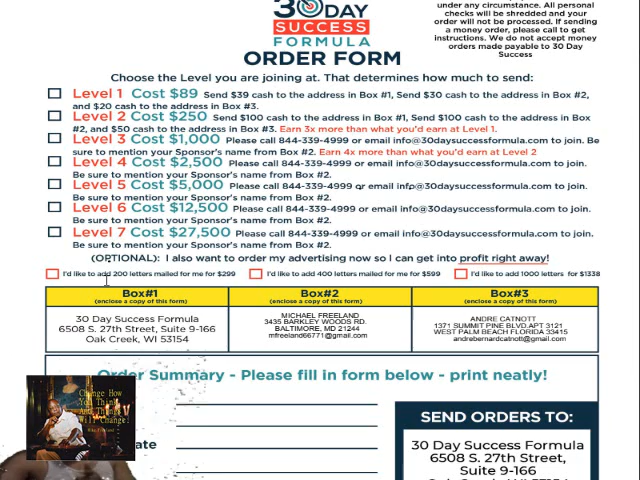 30DAY
SUCCESS
FORMULA
under any circumstances. All personal
checks will be shredded and your
order will not be processed. If sending
a money order, please call to get
instructions. We do not accept money
orders made payable to 30 Day
Success
ORDER FORM
Choose the Level you are joining at. That determines how much to send:
Level 1 Cost $89 Send $39 cash to the address in Box #1, Send $30 cash to the address in Box #2,
and $20 cash to the address in Box #3.
Level 2 Cost $250 Send $100 cash to the address in Box #1, Send $100 cash to the address in Box
#2, and $50 cash to the address in Box #3. Earn 3x more than what you'd earn at Level 1.
Level 3 Cost $1,000 Please call 844-339-4999 or email info@30daysuccessformula.com to join. Be
sure to mention your Sponsor's name from Box #2. Earn 4x more than what you'd earn at Level 2
Level 4 Cost $2,500 Please call 844-339-4999 or email info@30daysuccessformula.com to join.
Be sure to mention your Sponsor's name from Box #2.
Level 5 Cost $5,000 Please call 844-339-4999 or email info@30daysuccessformula.com to join.
Be sure to mention your Sponsor's name from Box #2.
Level 6 Cost $12,500 Please call 844-339-4999 or email info@30daysuccessformula.com to join.
Be sure to mention your Sponsor's name from Box #2.
Level 7 Cost $27,500 Please call 844-339-4999 or email info@30daysuccessformula.com to join.
Be sure to mention your Sponsor's name from Box #2.
(OPTIONAL): I also want to order my advertising now so I can get into profit right away!
I'd like to add 200 letters mailed for me for $299
I'd like to add 400 letters mailed for me for $599
I'd like to add 1000 letters for $1338
Box#1
(enclose a copy of this form)
30 Day Success Formula
6508 S. 27th Street, Suite 9-166
Oak Creek, WI 53154
Box#2
(enclose a copy of this form)
MICHAEL FREELAND
3435 BARKLEY WOODS RD.
BALTIMORE, MD 21244
mfreeland66771@gmail.com
Box#3
(enclose a copy of this form)
ANDRE CATNOTT
1371 SUMMIT PINE BLVD.APT 3121
WEST PALM BEACH FLORIDA 33415
andrebernardcatnott@gmail.com
Order Summary - Please fill in form below - print neatly!
Change How
You Think
And Things
Will Change!
ate
SEND ORDERS TO:
30 Day Success Formula
6508 S. 27th Street,
Suite 9-166